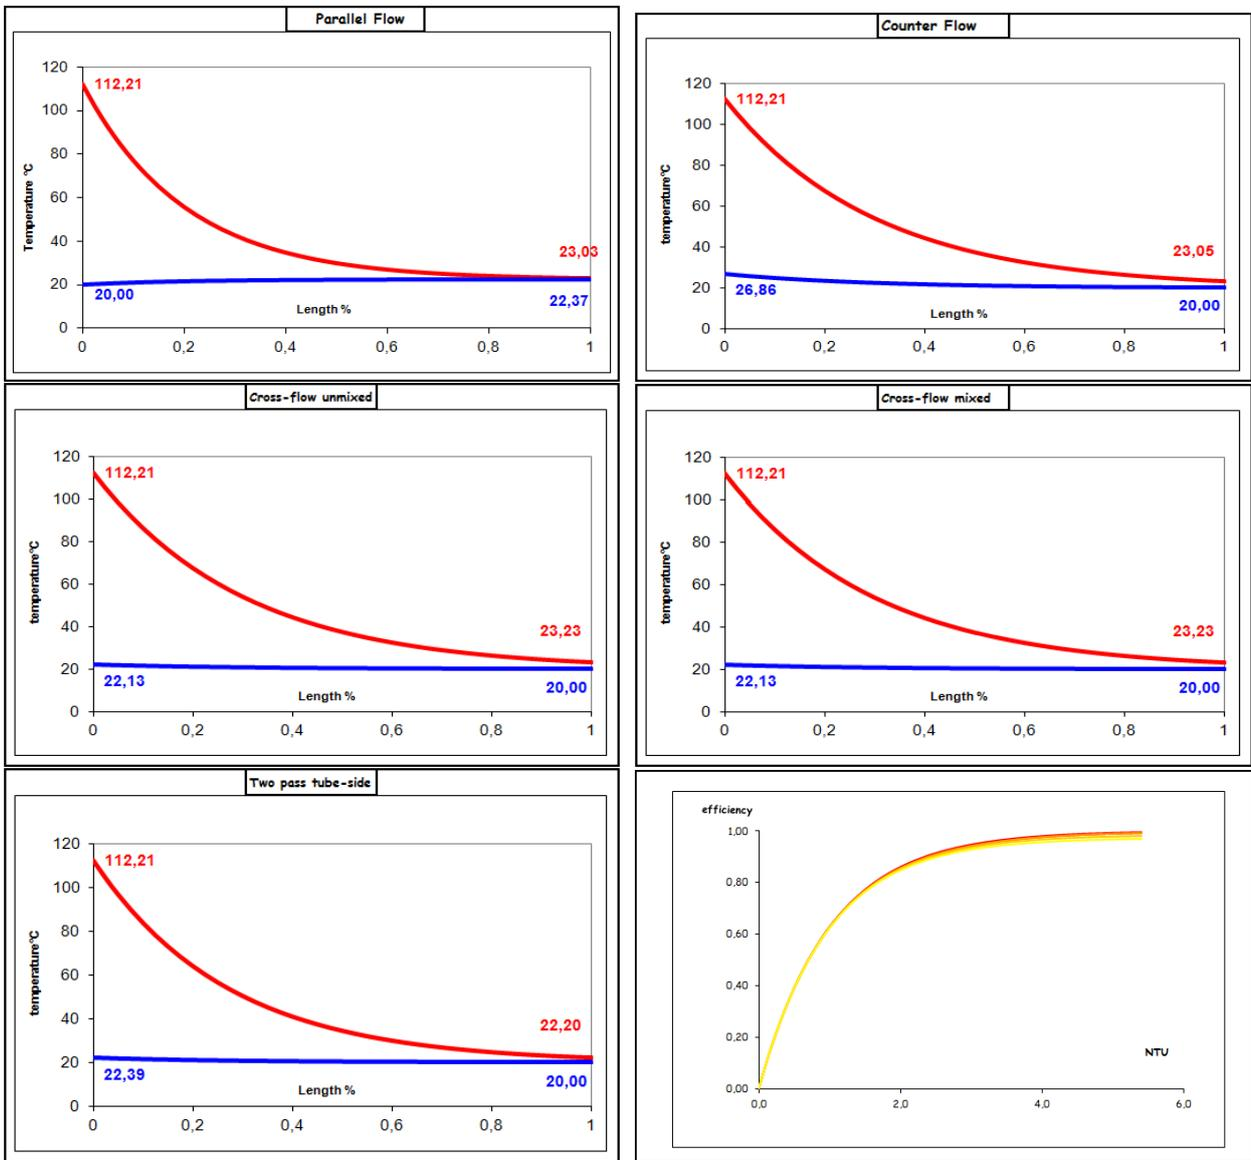 Parallel Flow
Temperature °C
120
100
80
60
40
20
0
112,21
23,03
20,00
22,37
Length %
0 0,2 0,4 0,6 0,8 1
Counter Flow
temperature°C
120
100
80
60
40
20
0
112,21
23,05
26,86
20,00
Length %
0 0,2 0,4 0,6 0,8 1
Cross-flow unmixed
temperature°C
120
100
80
60
40
20
0
112,21
23,23
22,13
20,00
Length %
0 0,2 0,4 0,6 0,8 1
Cross-flow mixed
temperature°C
120
100
80
60
40
20
0
112,21
23,23
22,13
20,00
Length %
0 0,2 0,4 0,6 0,8 1
Two pass tube-side
temperature°C
120
100
80
60
40
20
0
112,21
22,20
22,39
20,00
Length %
0 0,2 0,4 0,6 0,8 1
efficiency
1,00
0,80
0,60
0,40
0,20
0,00
NTU
0,0 2,0 4,0 6,0